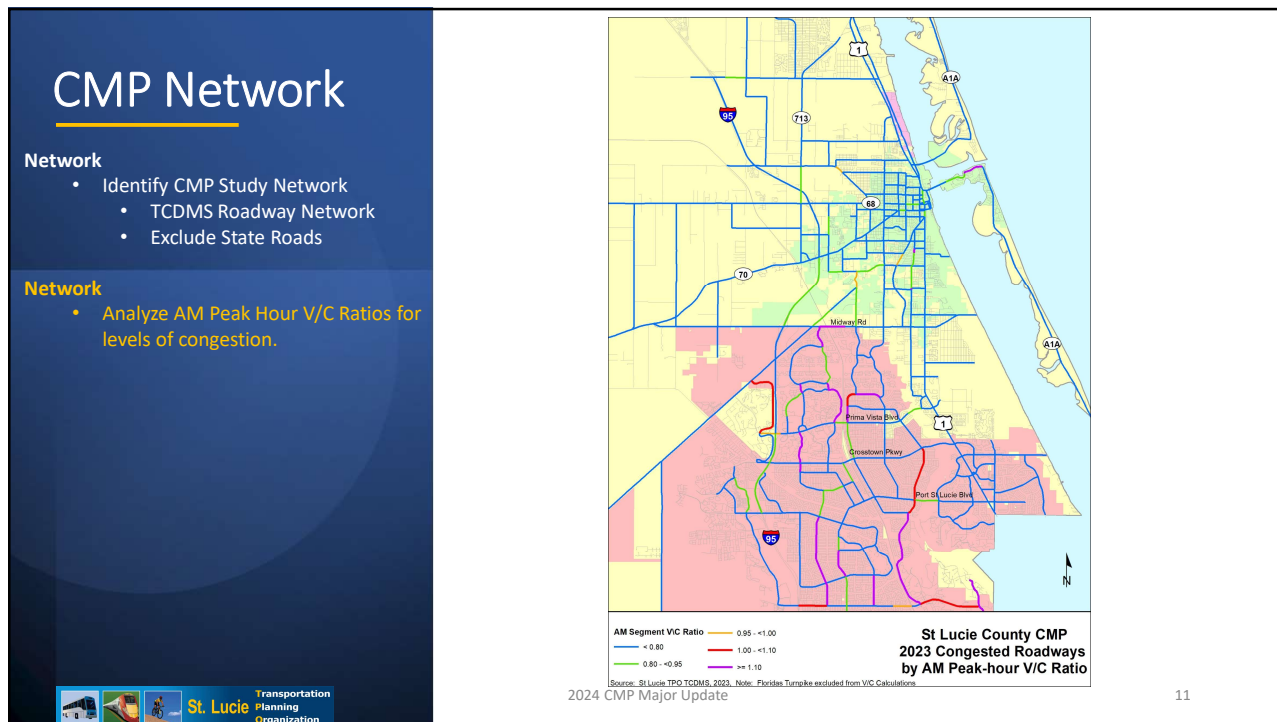 CMP Network
Network
• Identify CMP Study Network
• TCDMS Roadway Network
• Exclude State Roads
Network
• Analyze AM Peak Hour V/C Ratios for
levels of congestion.
St. Lucie
Transportation
Planning
Organization
1
A1A
95
713
68
70
Midway Rd
A1A
Prima Vista Blvd
1
Crosstown Pkwy
Port St Lucie Blvd
95
N
AM Segment V\C Ratio
< 0.80
0.80 - <0.95
0.95 - <1.00
1.00 - <1.10
>= 1.10
St Lucie County CMP
2023 Congested Roadways
by AM Peak-hour V/C Ratio
Source: St Lucie TPO TCDMS, 2023, Note: Floridas Turnpike excluded from V/C Calculations
2024 CMP Major Update
11